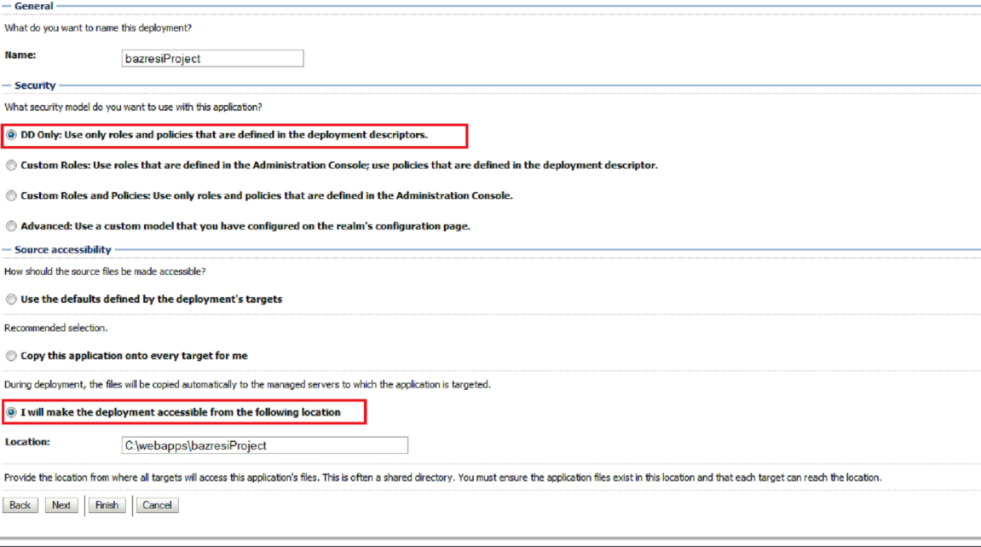 General
What do you want to name this deployment?
Name: bazresiProject
Security
What security model do you want to use with this application?
DD Only: Use only roles and policies that are defined in the deployment descriptors.
Custom Roles: Use roles that are defined in the Administration Console; use policies that are defined in the deployment descriptor.
Custom Roles and Policies: Use only roles and policies that are defined in the Administration Console.
Advanced: Use a custom model that you have configured on the realm's configuration page.
Source accessibility
How should the source files be made accessible?
Use the defaults defined by the deployment's targets
Recommended selection.
Copy this application onto every target for me
During deployment, the files will be copied automatically to the managed servers to which the application is targeted.
I will make the deployment accessible from the following location
Location: C:\webapps\bazresiProject
Provide the location from where all targets will access this application's files. This is often a shared directory. You must ensure the application files exist in this location and that each target can reach the location.
Back Next Finish Cancel